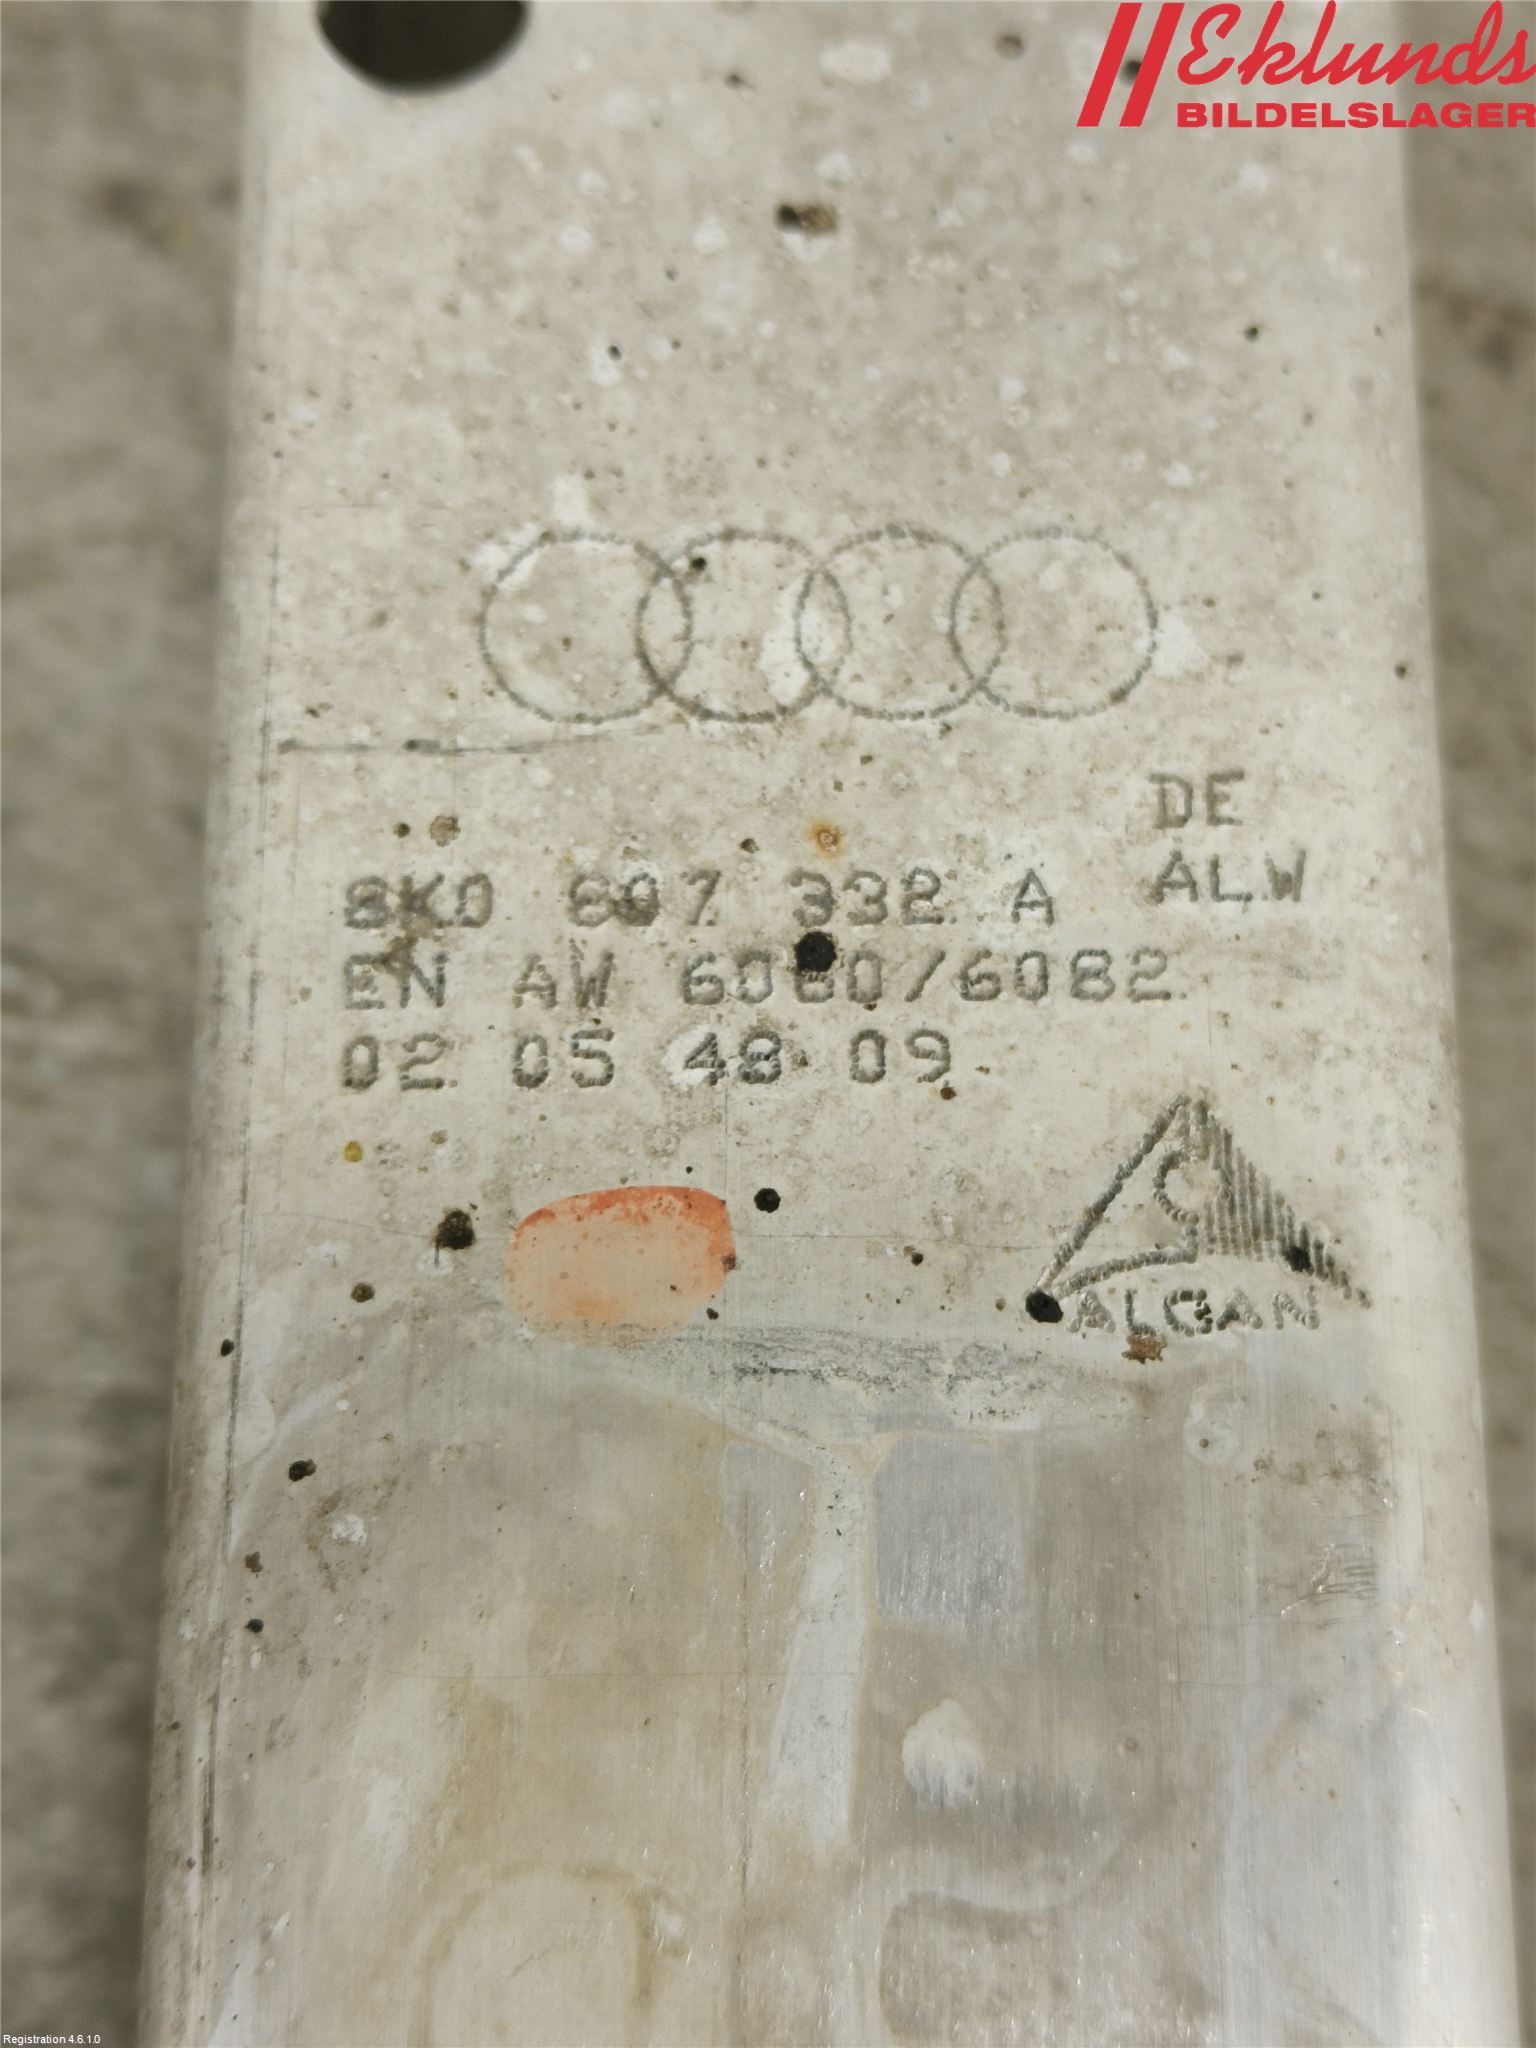 Eklunds
BILDELSLAGER
DE
ALW
8K0 807 332 A
EN AW 6060/6082
02 05 48 09
ALCAN
Registration 4.6.1.0